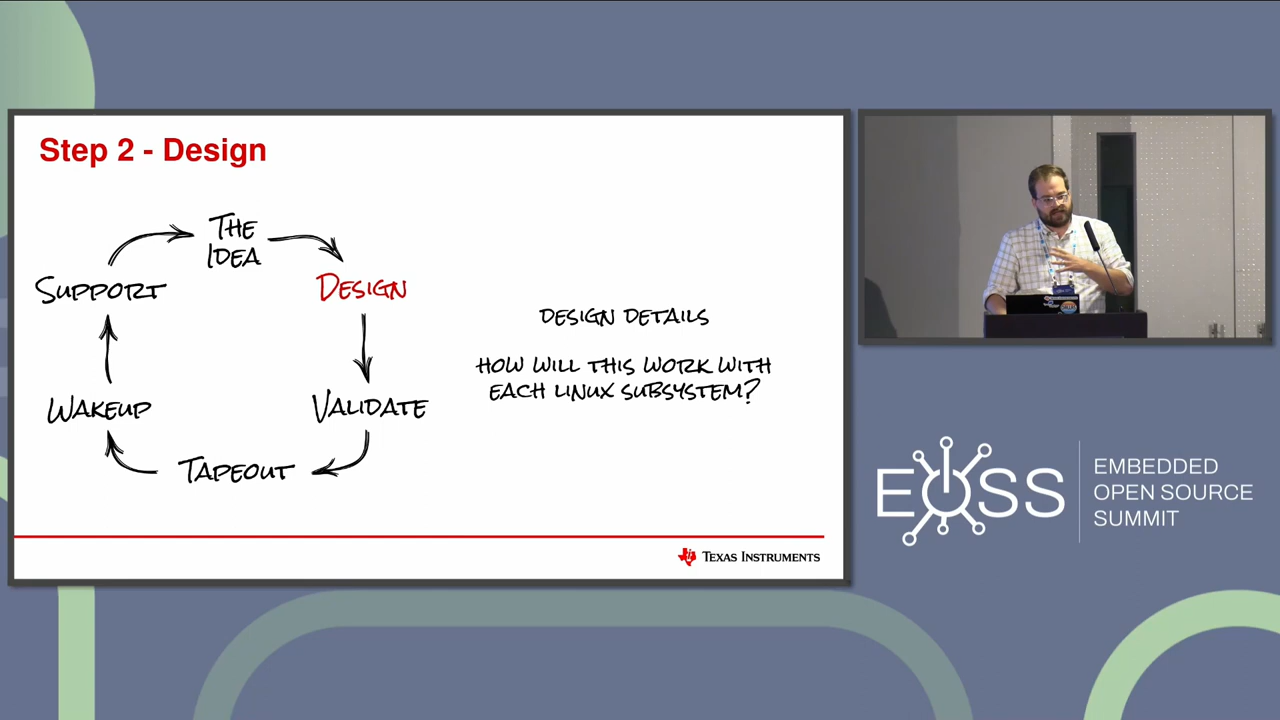 Step 2 - Design
THE
IDEA
DESIGN
VALIDATE
TAPEOUT
WAKEUP
SUPPORT
DESIGN DETAILS
HOW WILL THIS WORK WITH
EACH LINUX SUBSYSTEM?
TEXAS INSTRUMENTS
EOSS
EMBEDDED
OPEN SOURCE
SUMMIT